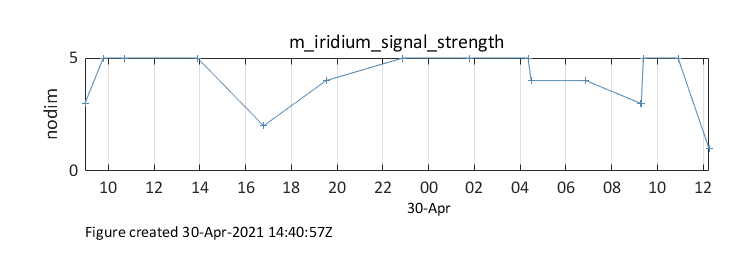 m_iridium_signal_strength
5
nodim
0
10 12 14 16 18 20 22 00 02 04 06 08 10 12
30-Apr
Figure created 30-Apr-2021 14:40:57Z